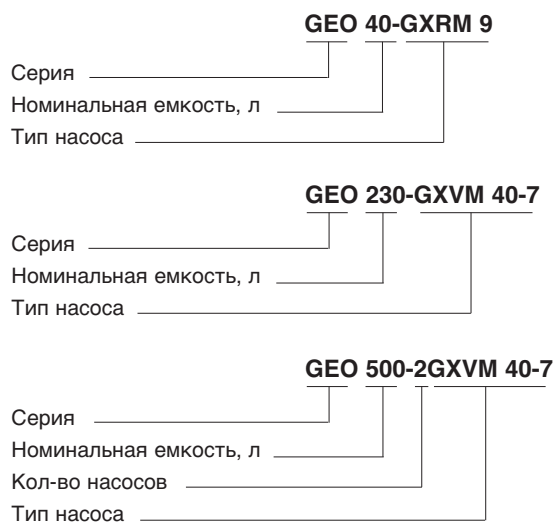 GEO 40-GXRM 9
Серия
Номинальная емкость, л
Тип насоса
GEO 230-GXVM 40-7
Серия
Номинальная емкость, л
Тип насоса
GEO 500-2GXVM 40-7
Серия
Номинальная емкость, л
Кол-во насосов
Тип насоса